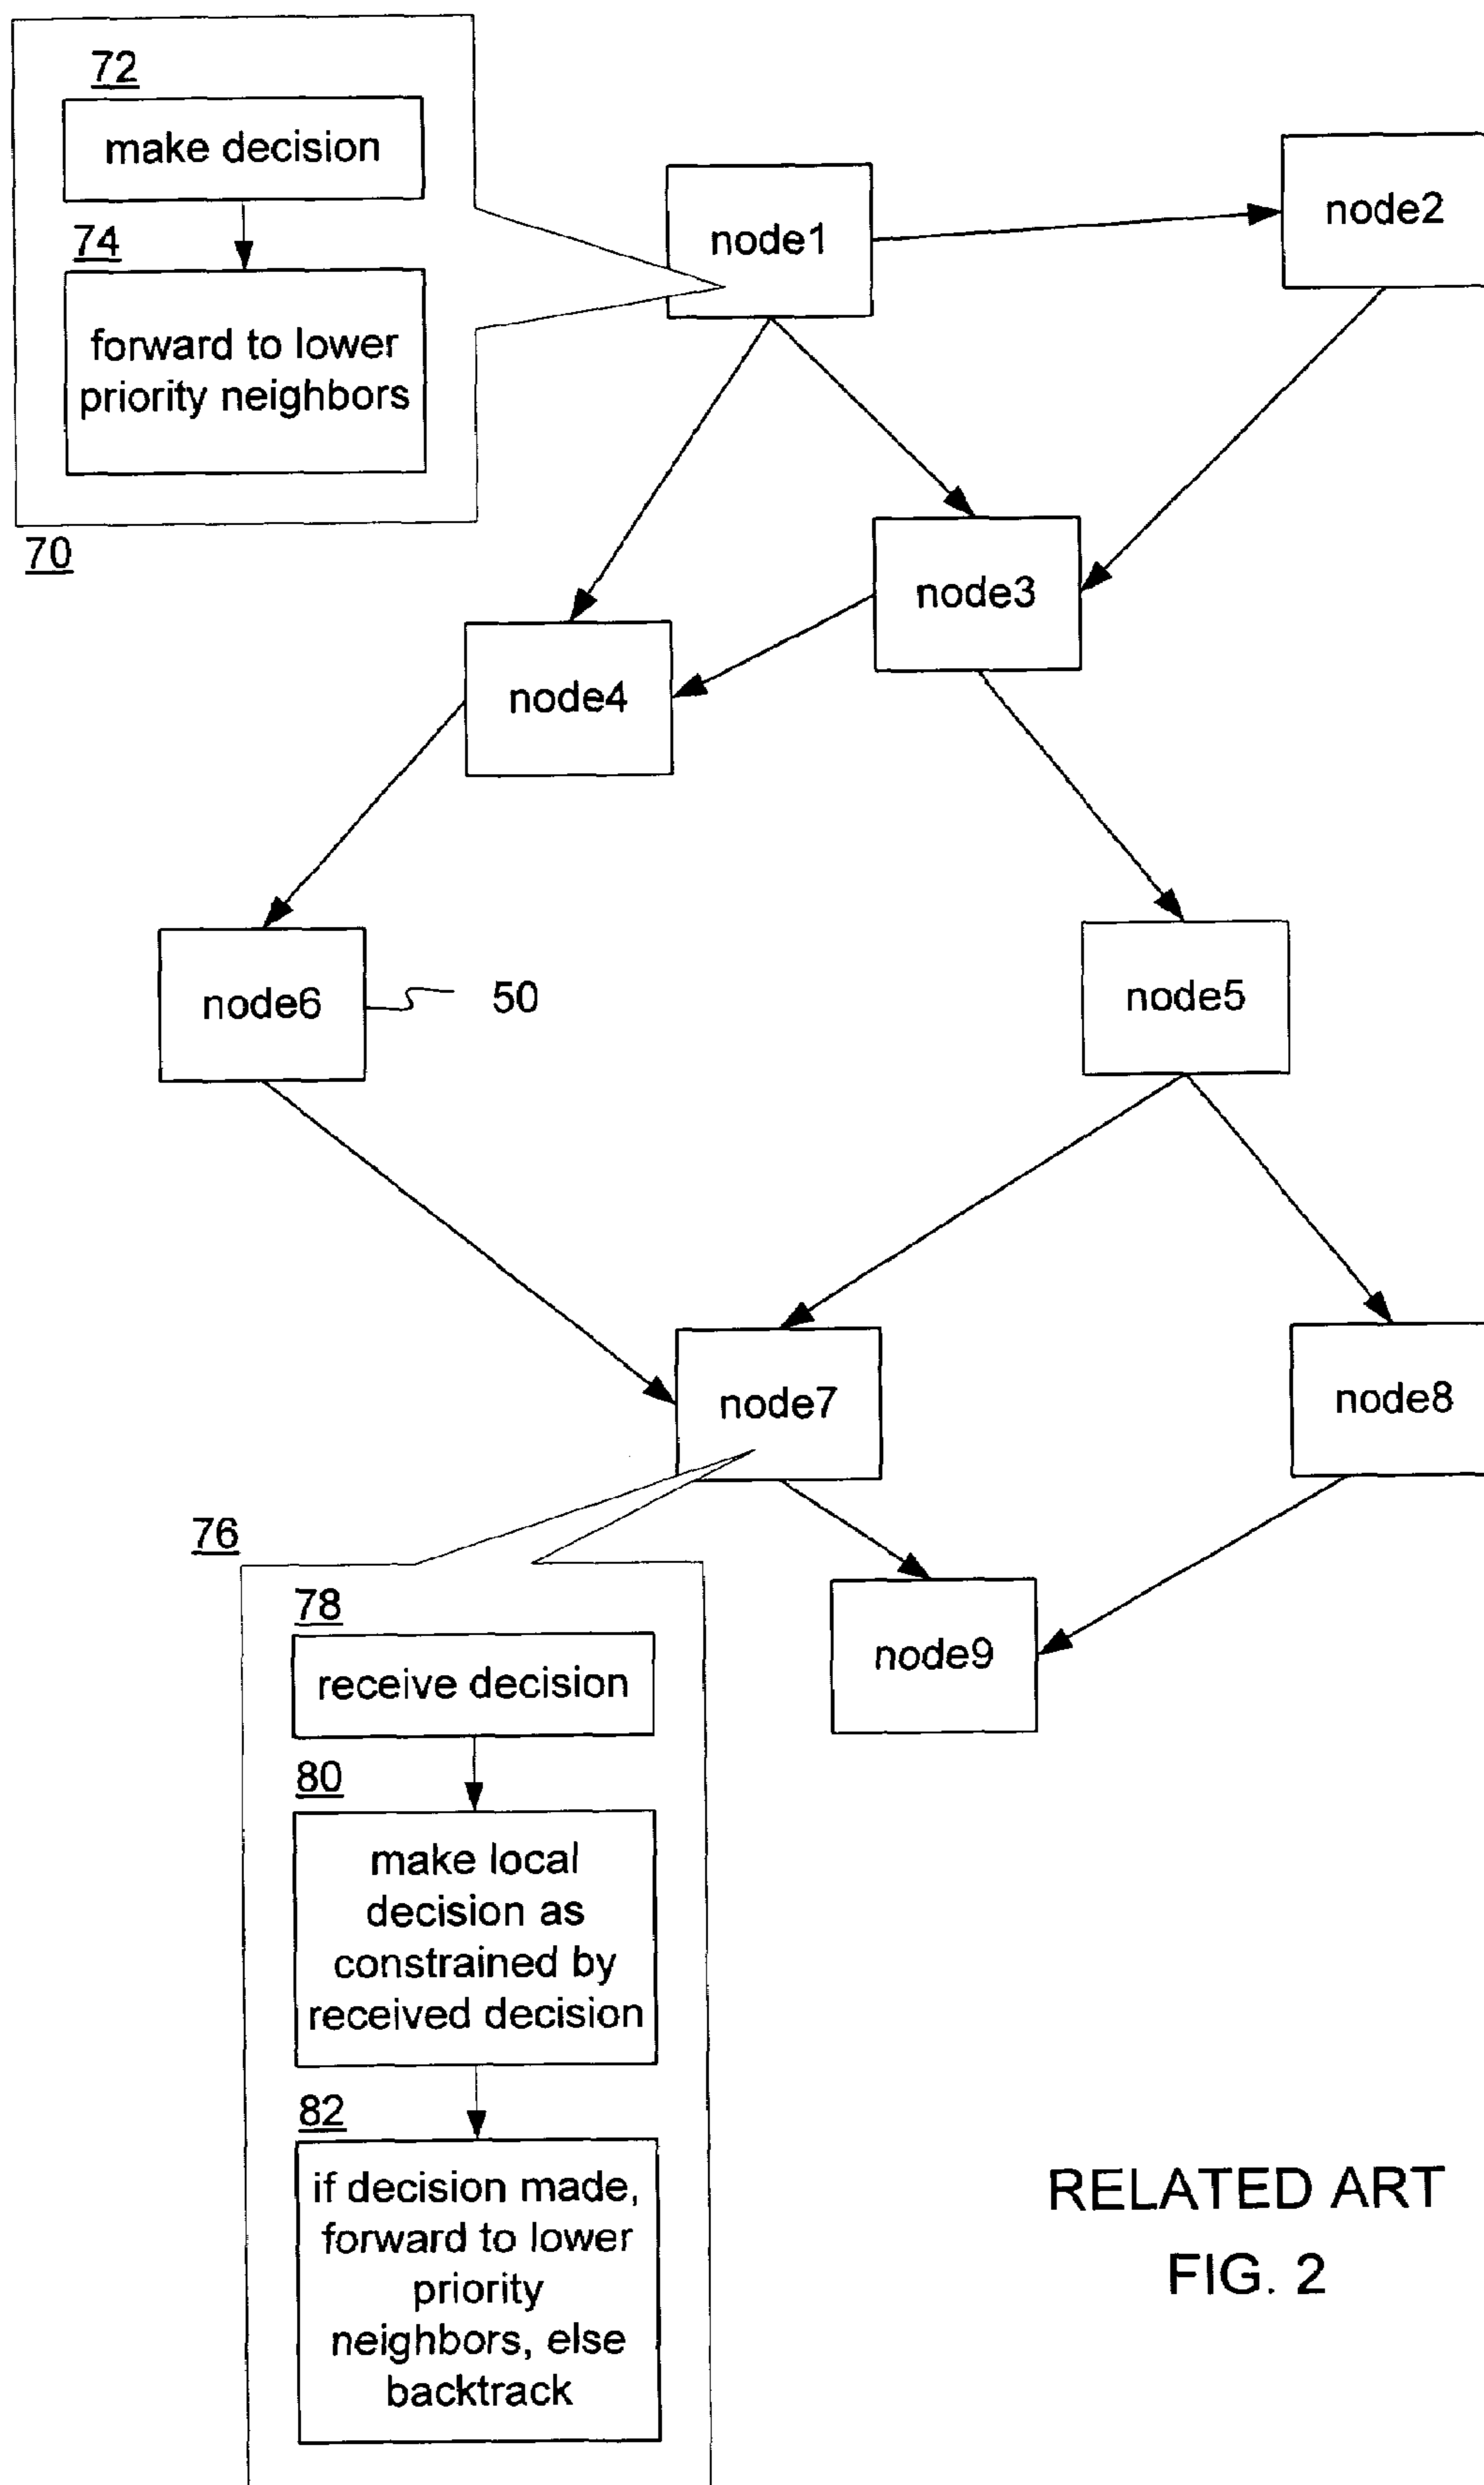 72
make decision
74
forward to lower
priority neighbors
70
node1
node2
node3
node4
node6
50
node5
node7
node8
node9
76
78
receive decision
80
make local
decision as
constrained by
received decision
82
if decision made,
forward to lower
priority
neighbors, else
backtrack
RELATED ART
FIG. 2